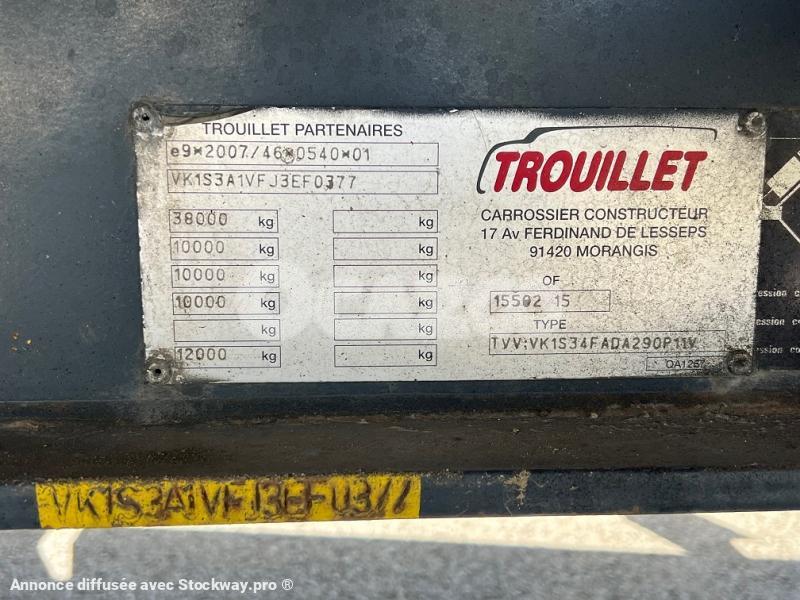 TROUILLET PARTENAIRES
e9*2007/46*0540*01
VK1S3A1VFJ3EF0377
38000 kg kg
10000 kg kg
10000 kg kg
10000 kg kg
kg kg
12000 kg kg
TROUILLET
CARROSSIER CONSTRUCTEUR
17 Av FERDINAND DE LESSEPS
91420 MORANGIS
OF
15502 15
TYPE
TVV:VK1S34FADA290P11V
OA1257
VK1S3A1VFJ3EF0377
Annonce diffusée avec Stockway.pro ®